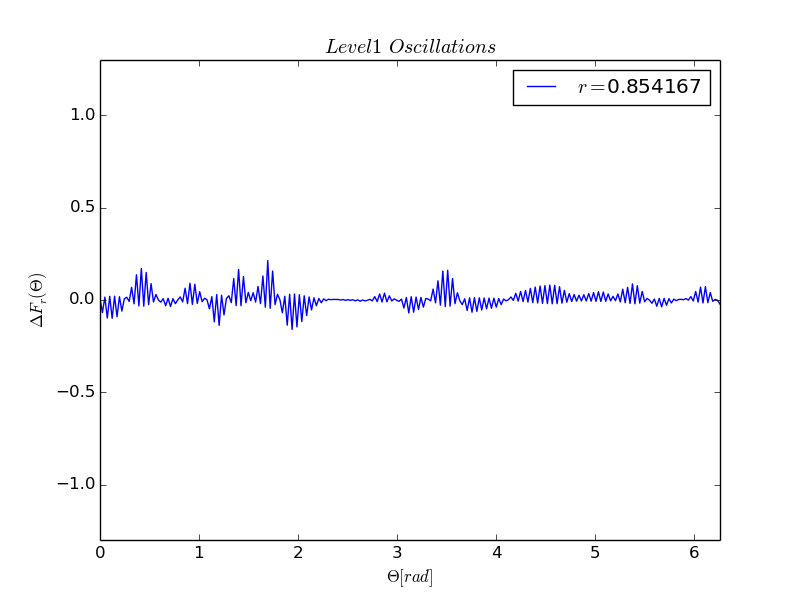 Level1 Oscillations
r=0.854167
1.0
0.5
0.0
−0.5
−1.0
ΔF_r(Θ)
0 1 2 3 4 5 6
Θ[rad]